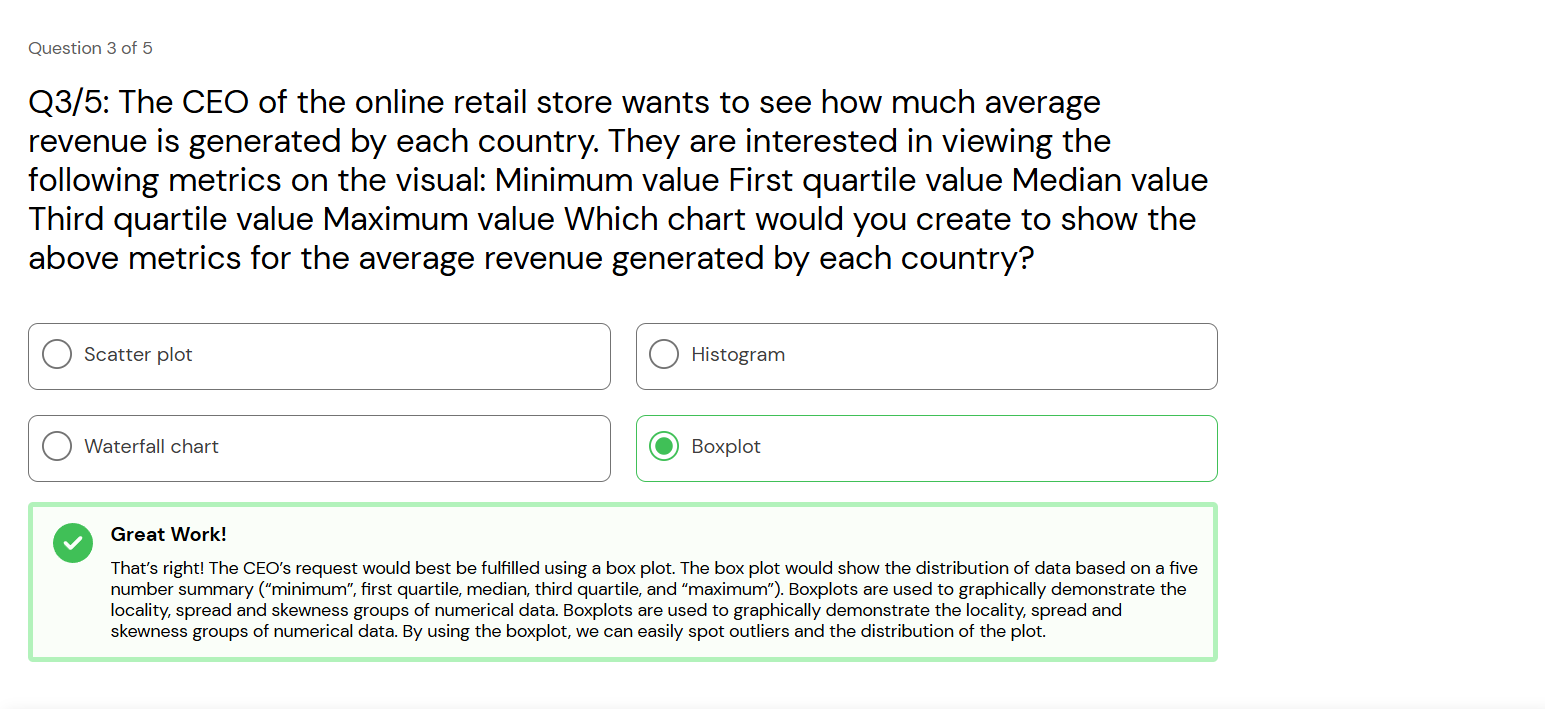 Question 3 of 5
Q3/5: The CEO of the online retail store wants to see how much average
revenue is generated by each country. They are interested in viewing the
following metrics on the visual: Minimum value First quartile value Median value
Third quartile value Maximum value Which chart would you create to show the
above metrics for the average revenue generated by each country?
Scatter plot
Histogram
Waterfall chart
Boxplot
Great Work!
That’s right! The CEO’s request would best be fulfilled using a box plot. The box plot would show the distribution of data based on a five
number summary (“minimum”, first quartile, median, third quartile, and “maximum”). Boxplots are used to graphically demonstrate the
locality, spread and skewness groups of numerical data. Boxplots are used to graphically demonstrate the locality, spread and
skewness groups of numerical data. By using the boxplot, we can easily spot outliers and the distribution of the plot.